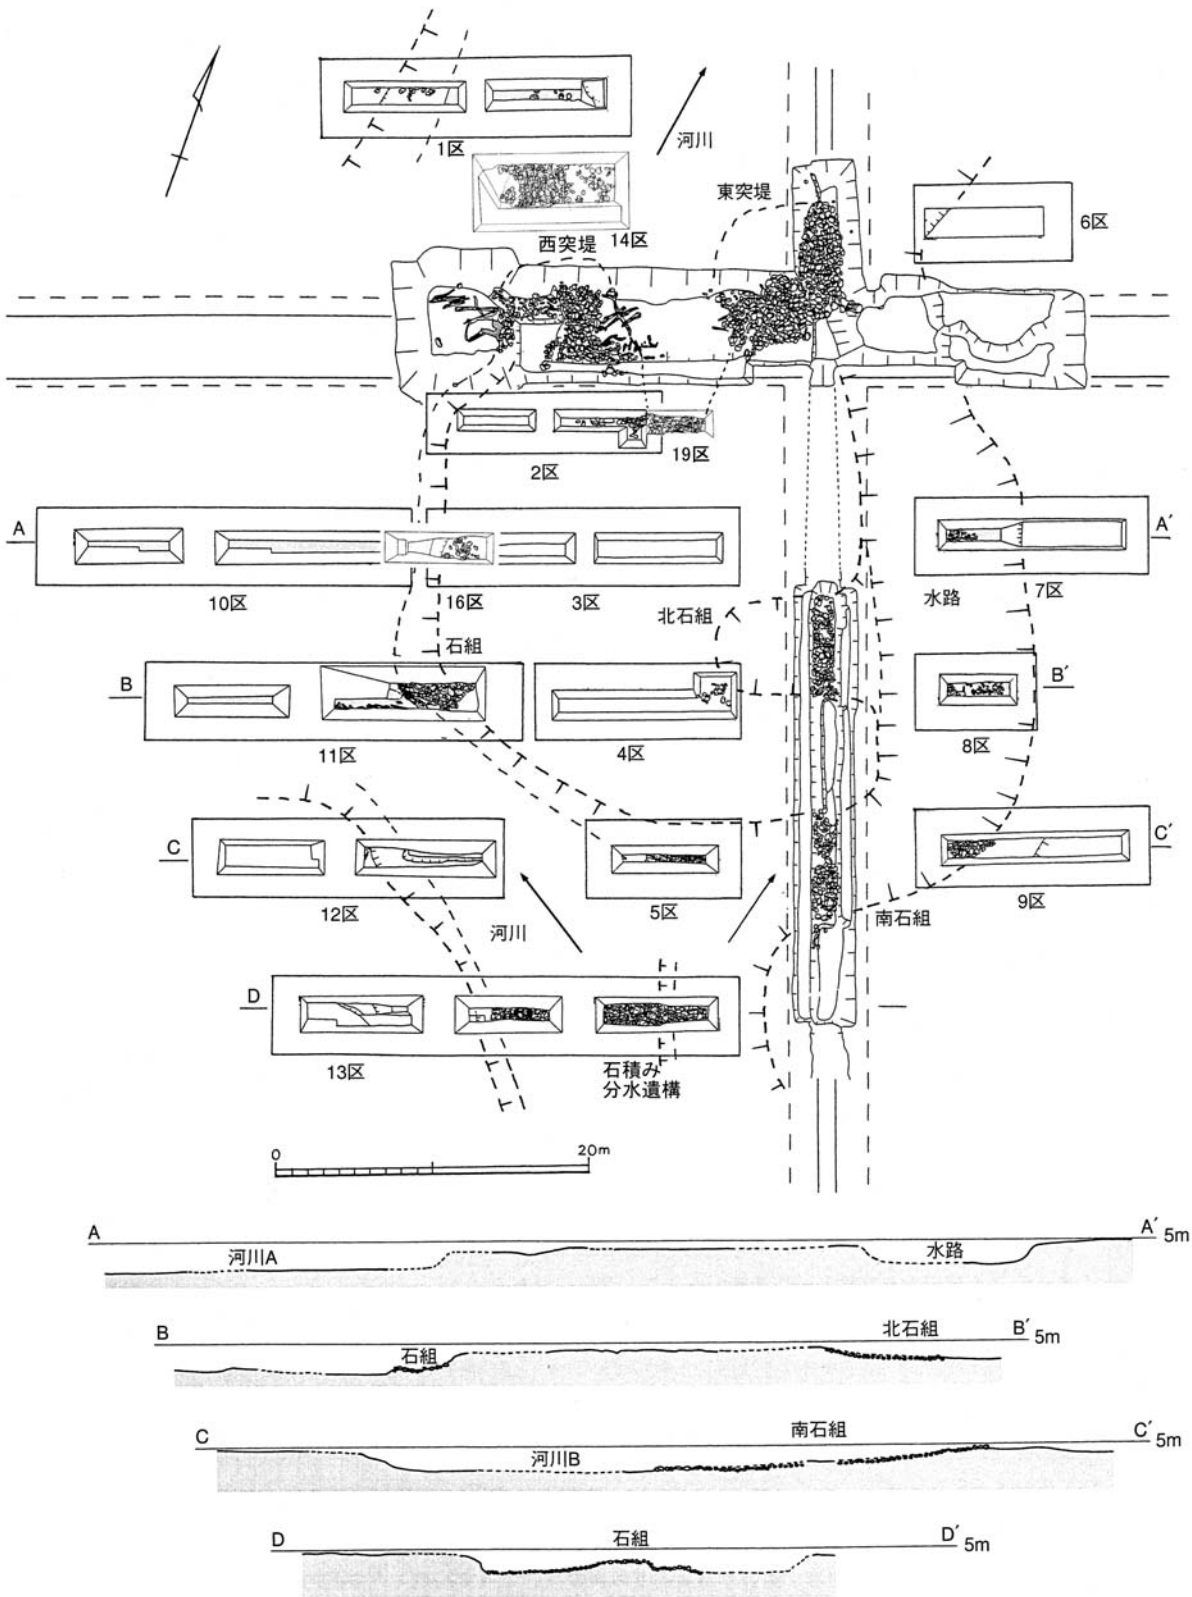 1区
河川
14区
東突堤
西突堤
6区
2区
19区
A
A′
10区
16区
3区
水路
7区
石組
北石組
B
B′
11区
4区
8区
C
C′
12区
河川
5区
南石組
9区
D
13区
石積み
分水遺構
0
20m
A
A′
5m
河川A
水路
B
北石組
B′
5m
石組
C
南石組
C′
5m
河川B
D
石組
D′
5m